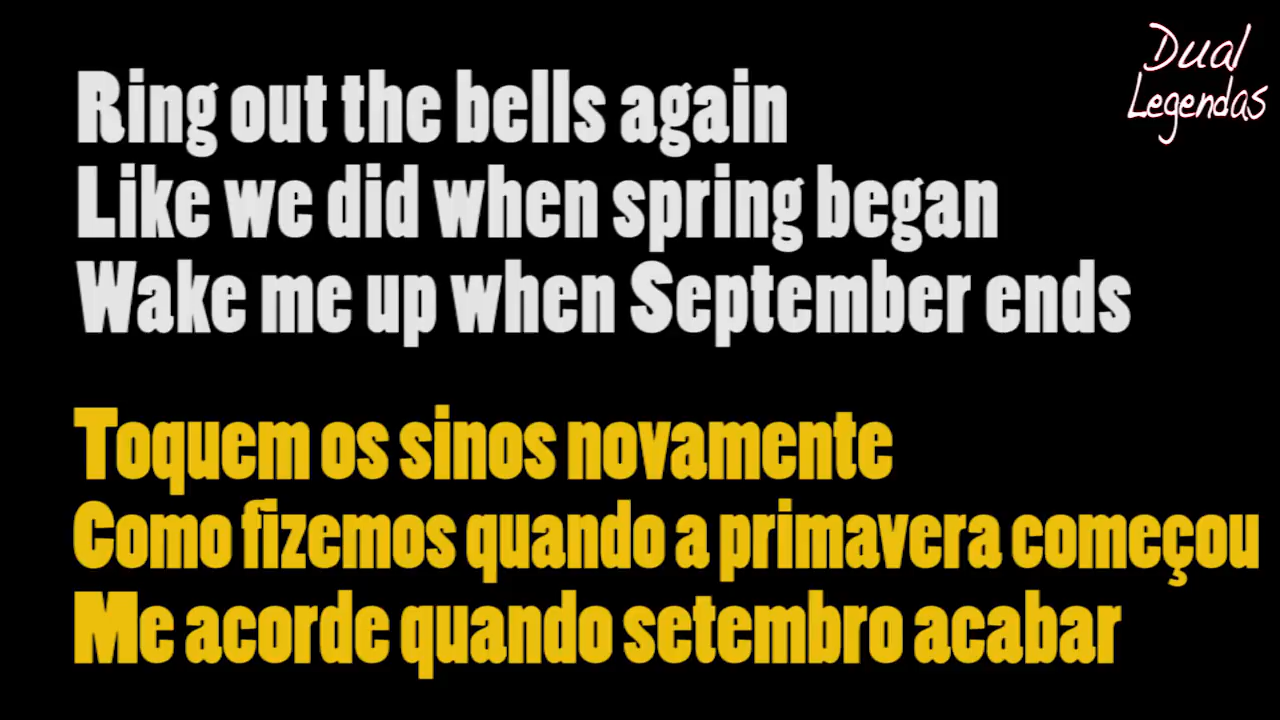 Dual
Legendas
Ring out the bells again
Like we did when spring began
Wake me up when September ends
Toquem os sinos novamente
Como fizemos quando a primavera começou
Me acorde quando setembro acabar